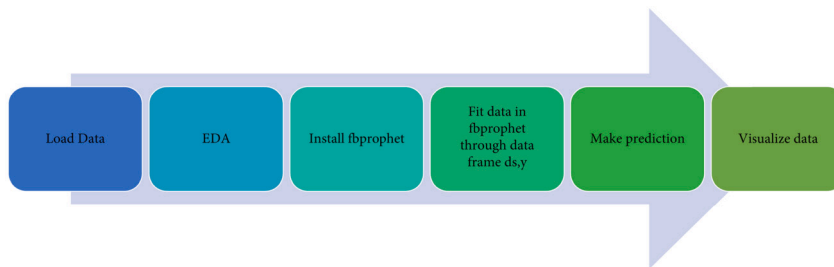 Load Data
EDA
Install fbprophet
Fit data in
fbprophet
through data
frame ds,y
Make prediction
Visualize data